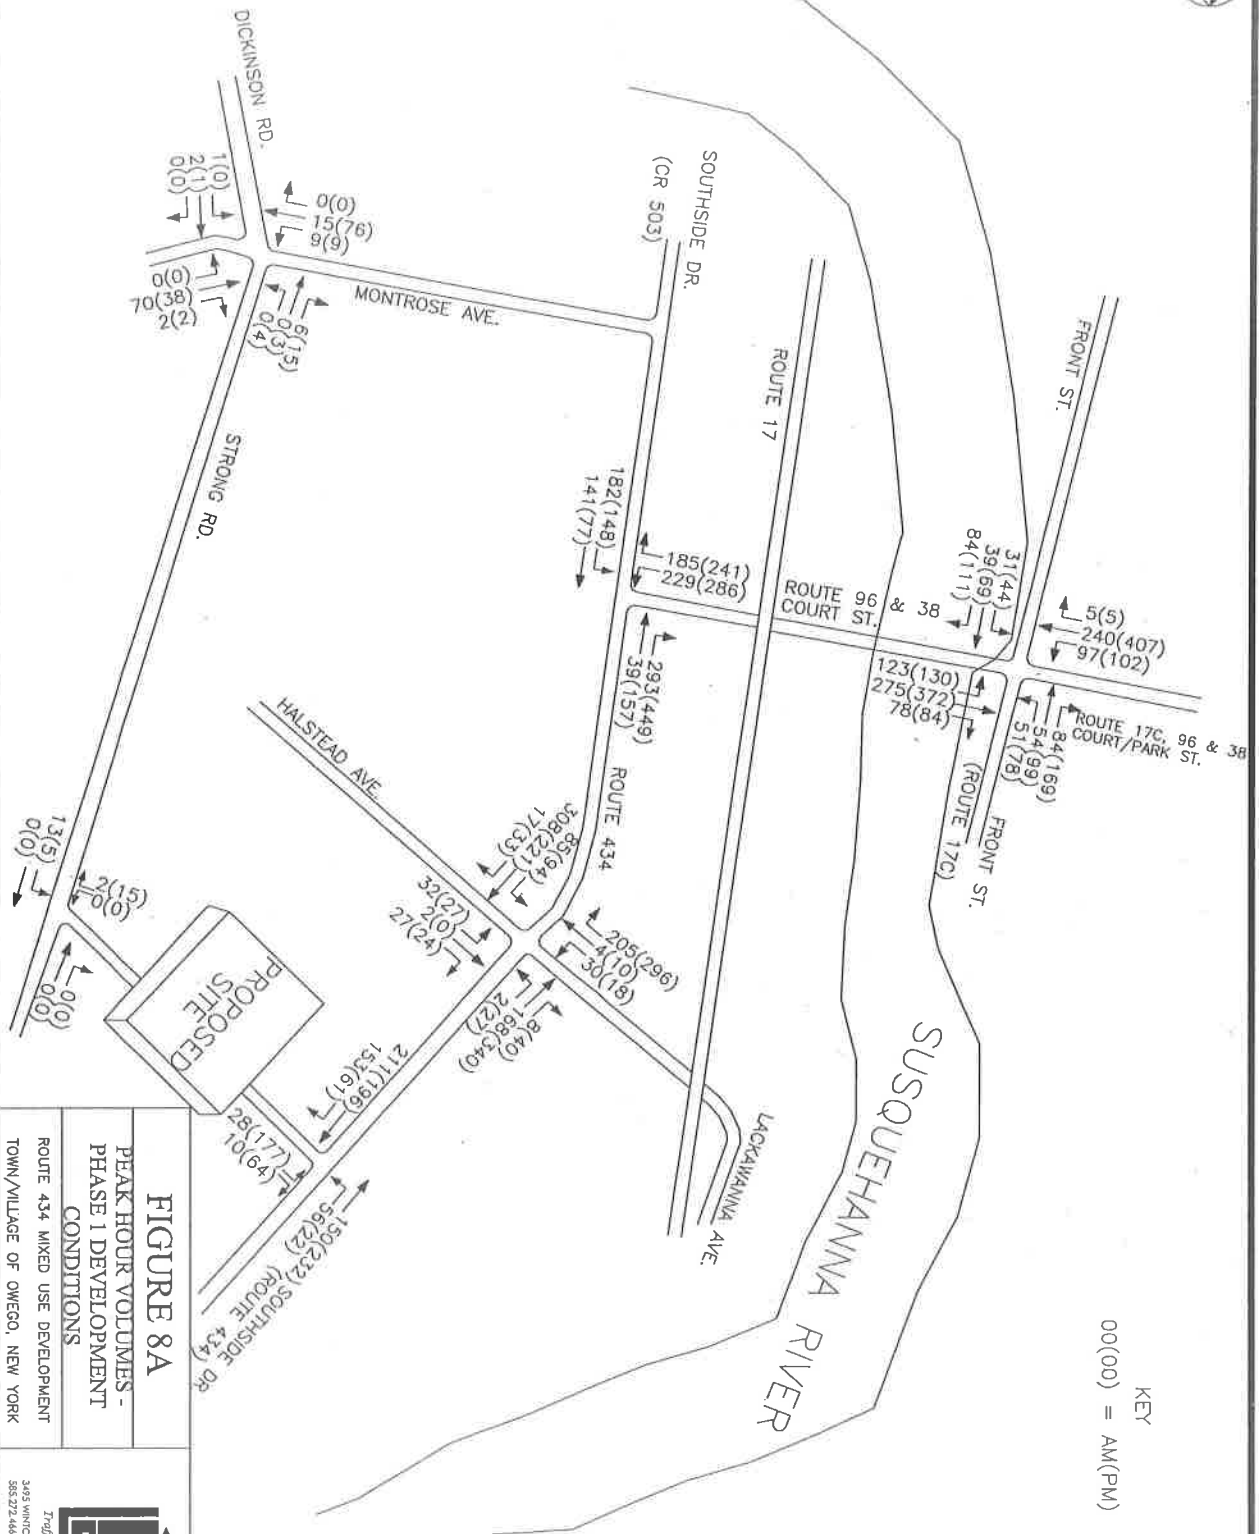 KEY
00(00) = AM(PM)
SUSQUEHANNA RIVER
FRONT ST.
5(5)
240(407)
97(102)
31(44)
39(69)
84(111)
ROUTE 17C, 96 & 38
COURT/PARK ST.
84(169)
54(99)
51(78)
123(130)
275(372)
78(84)
FRONT ST.
(ROUTE 17C)
ROUTE 96 & 38
COURT ST.
ROUTE 17
SOUTHSIDE DR.
(CR 503)
185(241)
229(286)
182(148)
141(77)
293(449)
39(157)
ROUTE 434
LACKAWANNA AVE.
205(296)
4(10)
30(18)
85(94)
308(221)
17(33)
8(40)
168(340)
2(27)
32(27)
2(0)
27(24)
HALSTEAD AVE.
MONTROSE AVE.
DICKINSON RD.
0(0)
15(76)
9(9)
1(0)
2(1)
0(0)
6(15)
0(3)
0(4)
0(0)
70(38)
2(2)
STRONG RD.
211(196)
153(61)
150(232)
56(22)
SOUTHSIDE DR
(ROUTE 434)
28(177)
10(64)
PROPOSED
SITE
2(15)
0(0)
13(5)
0(0)
0(0)
0(0)
FIGURE 8A
PEAK HOUR VOLUMES -
PHASE 1 DEVELOPMENT
CONDITIONS
ROUTE 434 MIXED USE DEVELOPMENT
TOWN/VILLAGE OF OWEGO, NEW YORK